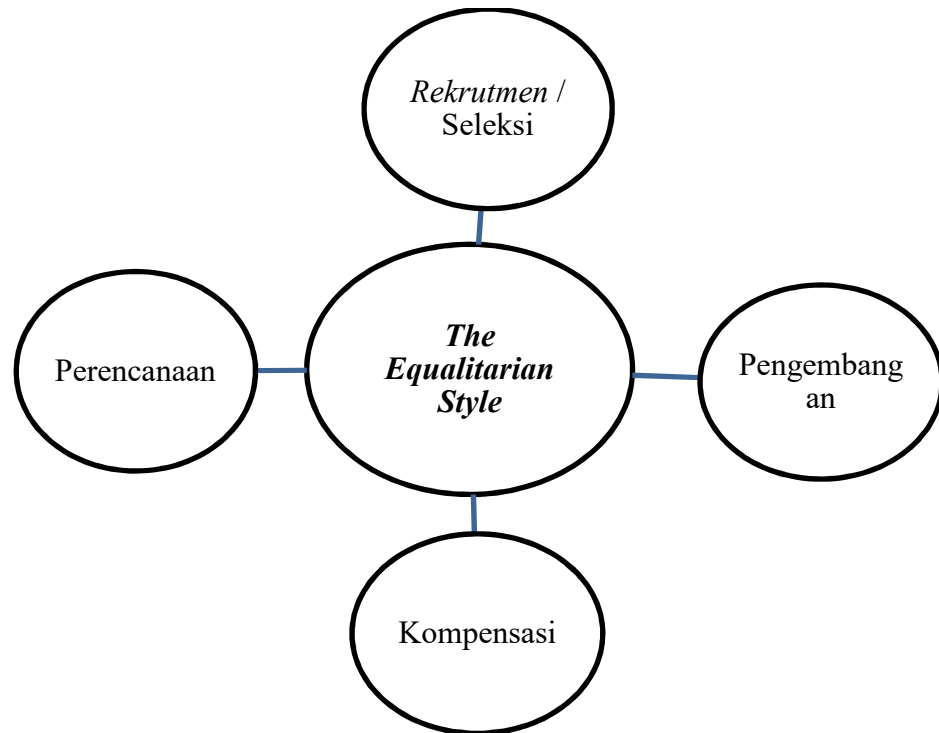 Rekrutmen /
Seleksi
Perencanaan
The
Equalitarian
Style
Pengembang
an
Kompensasi